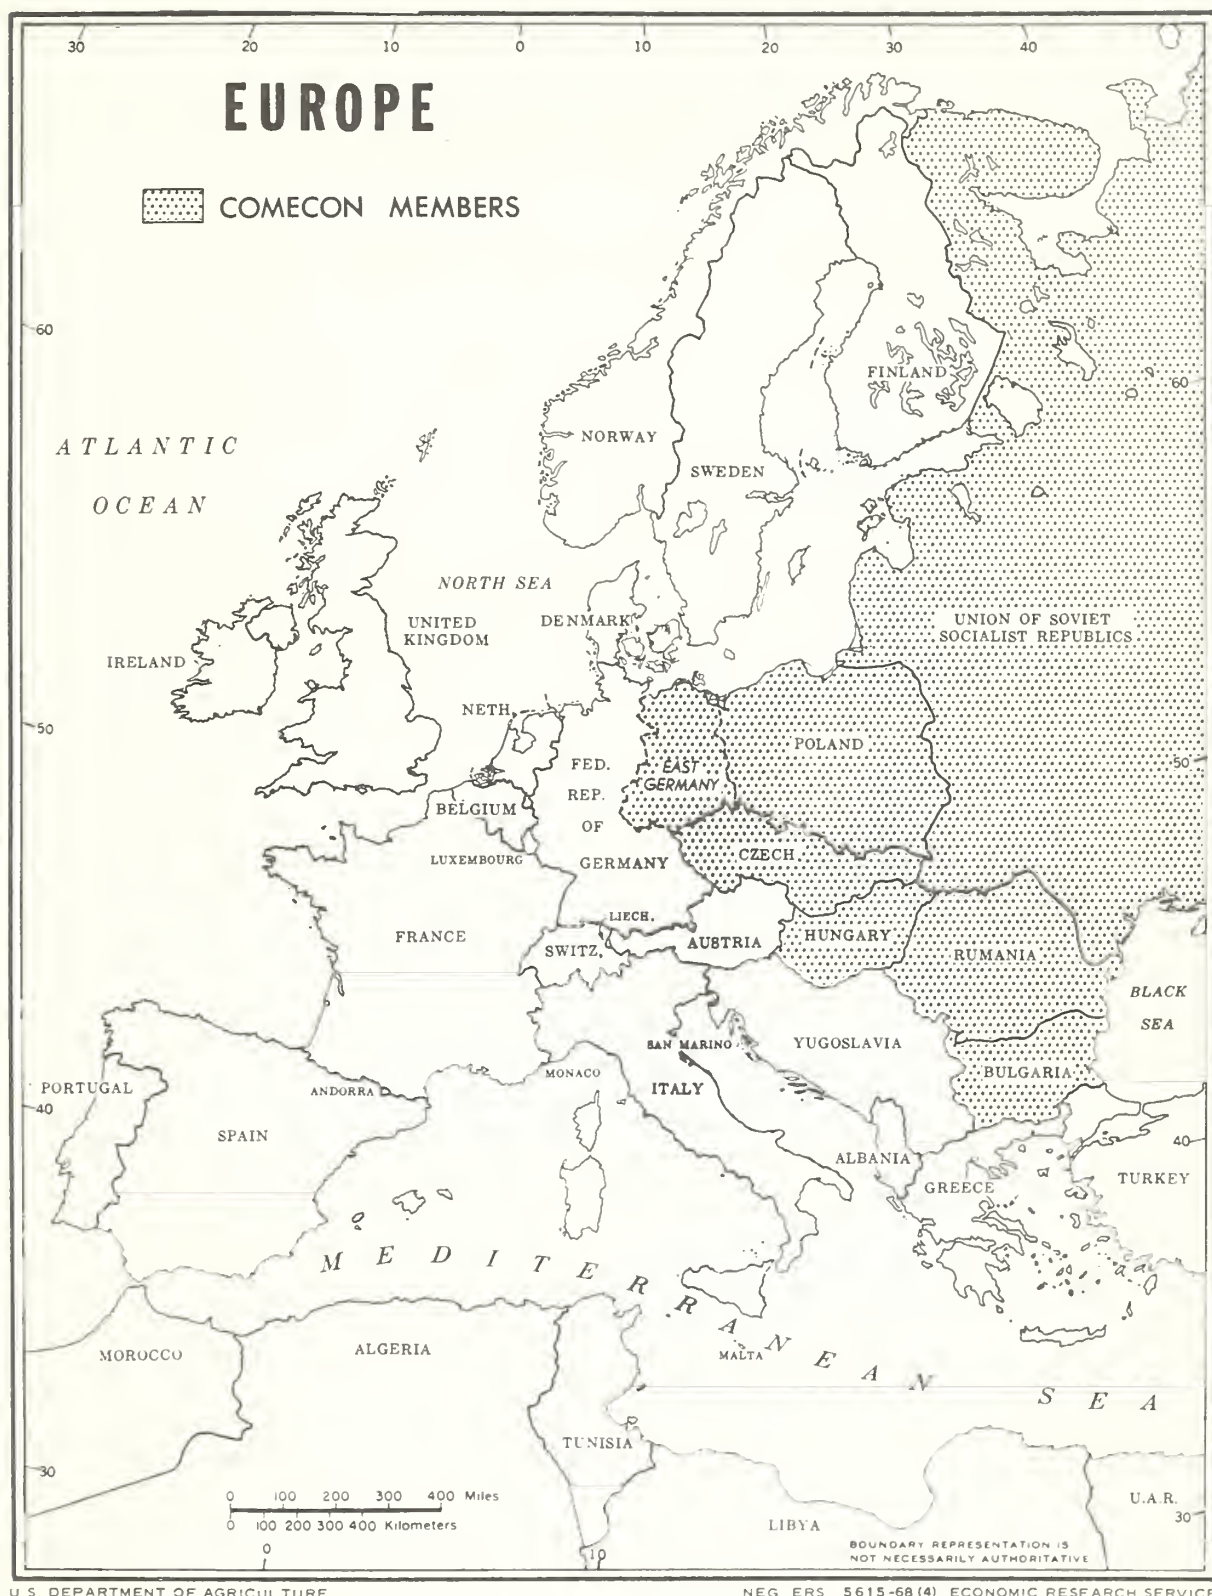 30 20 10 0 10 20 30 40
EUROPE
COMECON MEMBERS
60
60
ATLANTIC
OCEAN
FINLAND
NORWAY
SWEDEN
NORTH SEA
UNITED
KINGDOM
DENMARK
UNION OF SOVIET
SOCIALIST REPUBLICS
IRELAND
NETH.
50
50
POLAND
EAST
GERMANY
FED.
REP.
OF
GERMANY
BELGIUM
LUXEMBOURG
CZECH.
LIECH.
FRANCE
SWITZ.
AUSTRIA
HUNGARY
RUMANIA
BLACK
SEA
SAN MARINO
YUGOSLAVIA
MONACO
BULGARIA
PORTUGAL
ANDORRA
ITALY
40
40
SPAIN
ALBANIA
GREECE
TURKEY
MEDITERRANEAN SEA
MOROCCO
ALGERIA
MALTA
TUNISIA
30
30
0 100 200 300 400 Miles
0 100 200 300 400 Kilometers
LIBYA
U.A.R.
BOUNDARY REPRESENTATION IS
NOT NECESSARILY AUTHORITATIVE
0 10
U.S. DEPARTMENT OF AGRICULTURE
NEG. ERS 5615-68 (4) ECONOMIC RESEARCH SERVICE